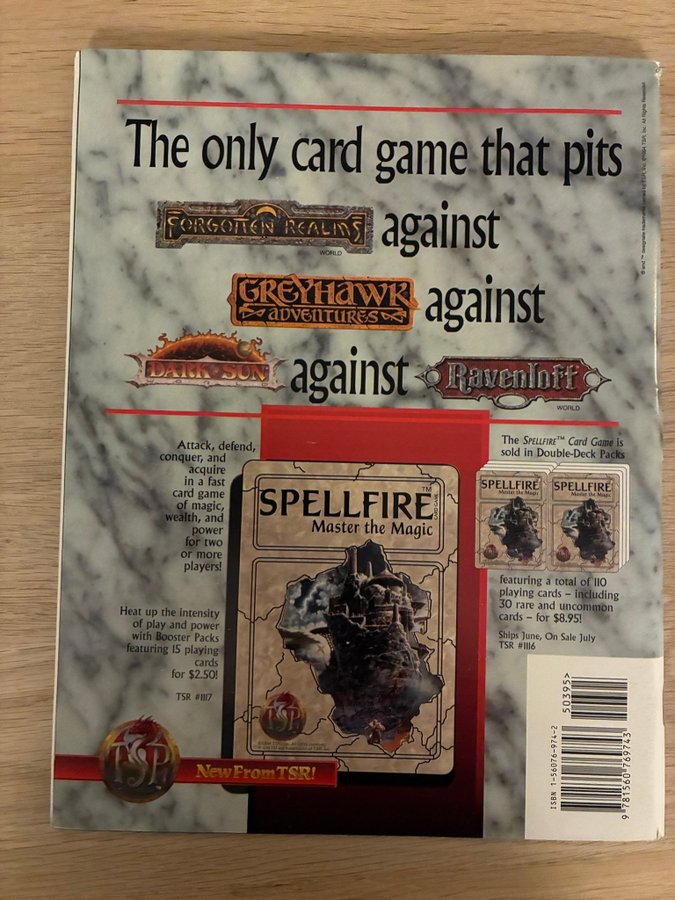 The only card game that pits
FORGOTTEN REALMS against
WORLD
GREYHAWK
ADVENTURES against
DARK•SUN against Ravenloft
WORLD
Attack, defend,
conquer, and
acquire
in a fast
card game
of magic,
wealth, and
power
for two
or more
players!
Heat up the intensity
of play and power
with Booster Packs
featuring 15 playing
cards
for $2.50!
TSR #1117
SPELLFIRE™
CARD GAME
Master the Magic
TSR
The SPELLFIRE™ Card Game is
sold in Double-Deck Packs
SPELLFIRE
Master the Magic
SPELLFIRE
Master the Magic
featuring a total of 110
playing cards – including
30 rare and uncommon
cards – for $8.95!
Ships June, On Sale July
TSR #1116
TSR
New From TSR!
ISBN 1-56076-974-2
50395>
9 781560 769743